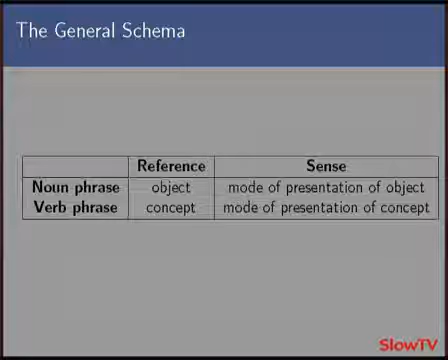 The General Schema
Reference Sense
Noun phrase object mode of presentation of object
Verb phrase concept mode of presentation of concept
SlowTV